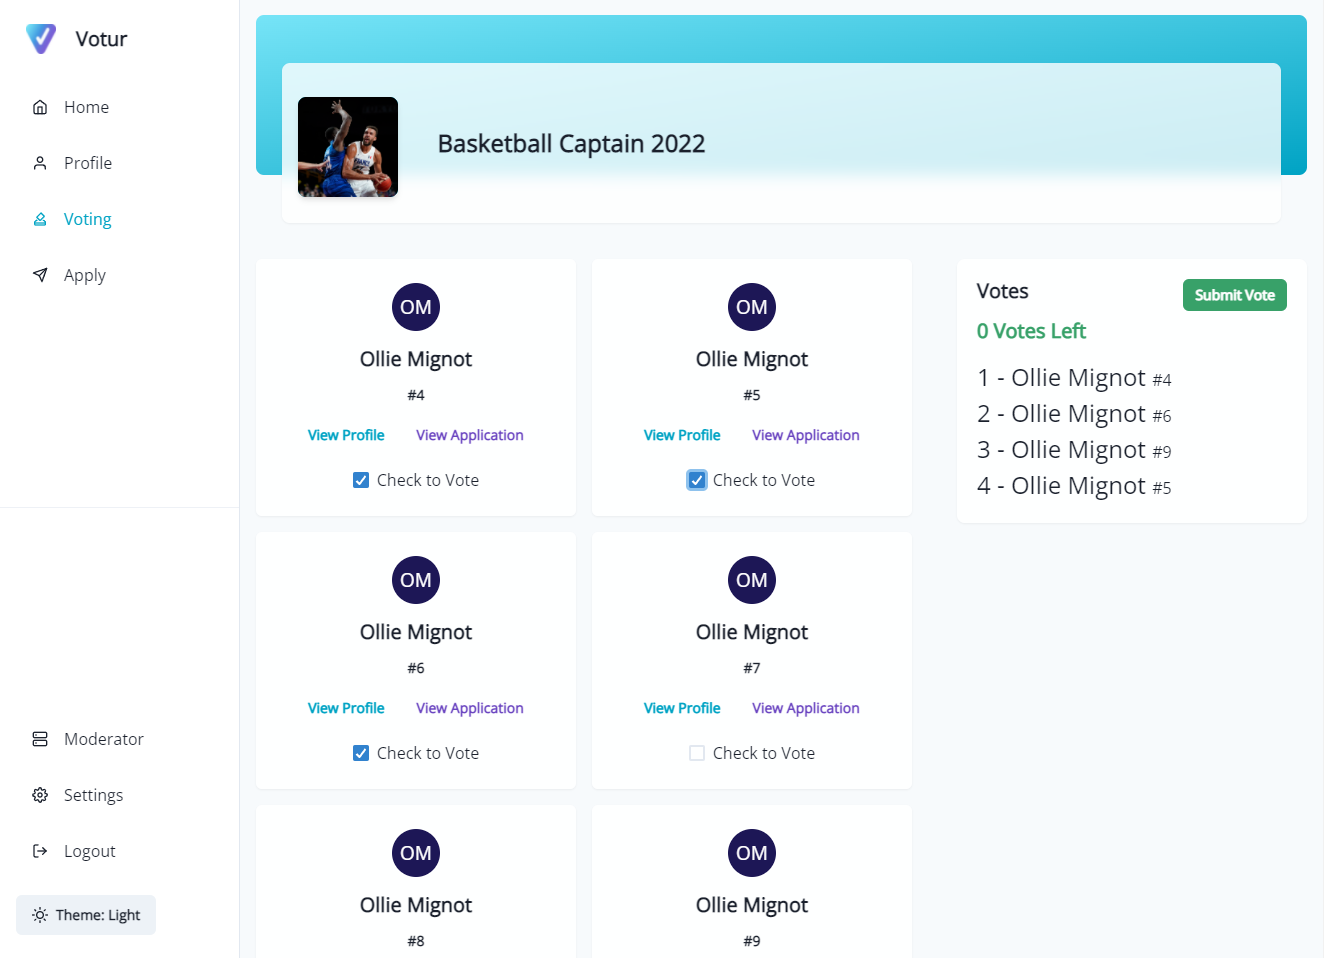 Votur
Home
Profile
Voting
Apply
Moderator
Settings
Logout
Theme: Light
Basketball Captain 2022
OM
Ollie Mignot
#4
View Profile View Application
Check to Vote
OM
Ollie Mignot
#5
View Profile View Application
Check to Vote
OM
Ollie Mignot
#6
View Profile View Application
Check to Vote
OM
Ollie Mignot
#7
View Profile View Application
Check to Vote
OM
Ollie Mignot
#8
OM
Ollie Mignot
#9
Votes
Submit Vote
0 Votes Left
1 - Ollie Mignot #4
2 - Ollie Mignot #6
3 - Ollie Mignot #9
4 - Ollie Mignot #5